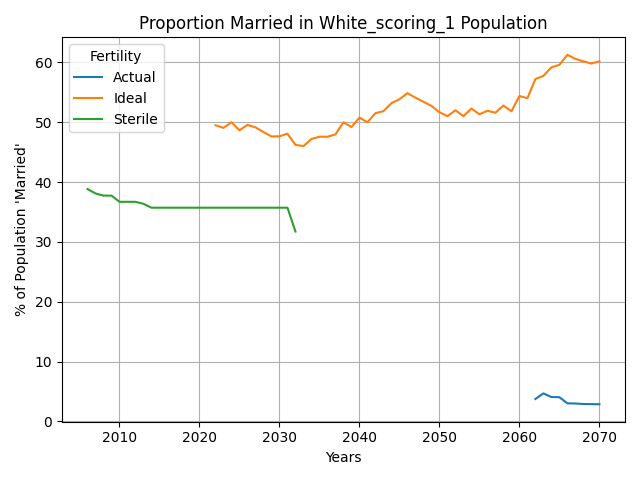 Proportion Married in White_scoring_1 Population
% of Population 'Married'
60
50
40
30
20
10
0
Fertility
Actual
Ideal
Sterile
2010 2020 2030 2040 2050 2060 2070
Years